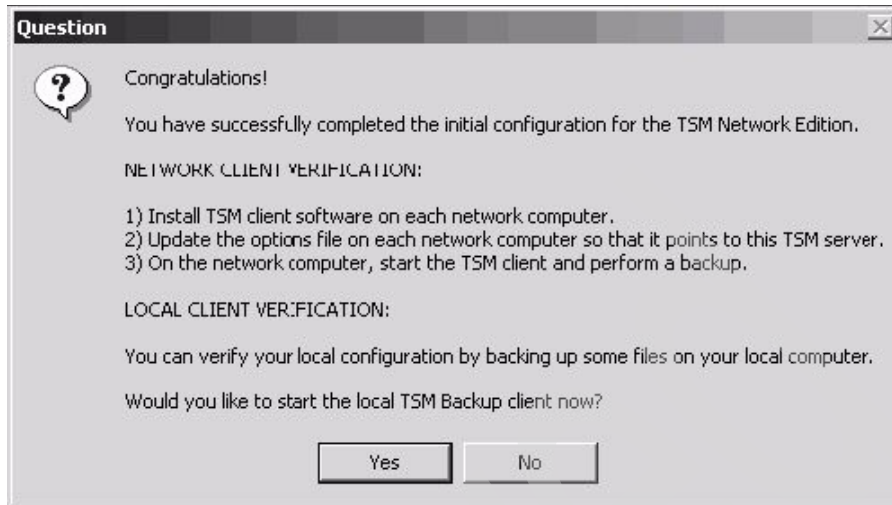 Question
Congratulations!
You have successfully completed the initial configuration for the TSM Network Edition.
NETWORK CLIENT VERIFICATION:
1) Install TSM client software on each network computer.
2) Update the options file on each network computer so that it points to this TSM server.
3) On the network computer, start the TSM client and perform a backup.
LOCAL CLIENT VERIFICATION:
You can verify your local configuration by backing up some files on your local computer.
Would you like to start the local TSM Backup client now?
Yes
No